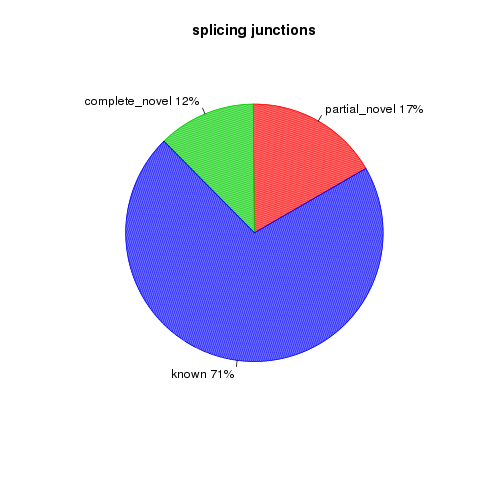 splicing junctions
complete_novel 12%
partial_novel 17%
known 71%